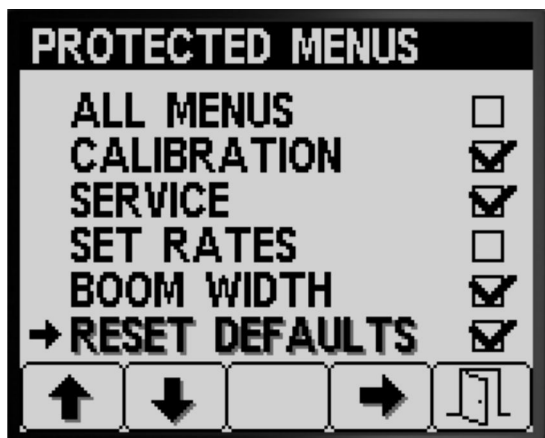 PROTECTED MENUS
ALL MENUS
CALIBRATION
SERVICE
SET RATES
BOOM WIDTH
RESET DEFAULTS